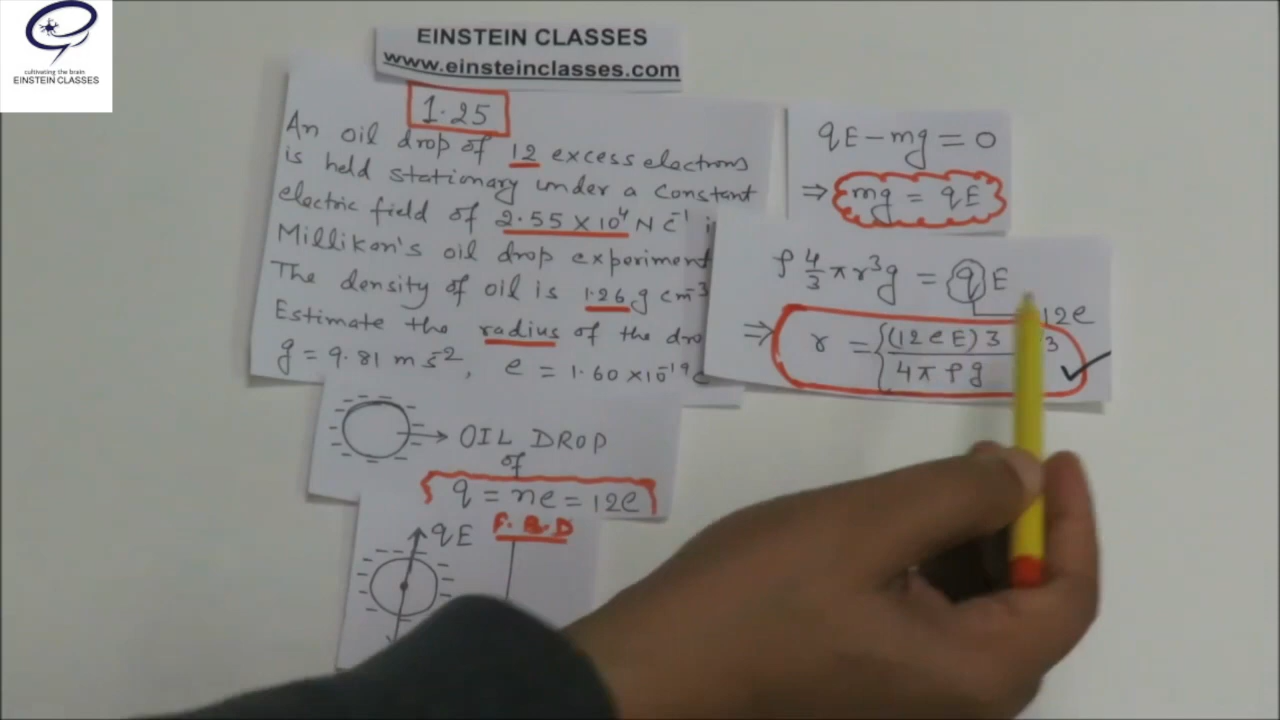 cultivating the brain
EINSTEIN CLASSES
EINSTEIN CLASSES
www.einsteinclasses.com
1.25
An oil drop of 12 excess electrons
is held stationary under a constant
electric field of 2.55 × 10⁴ N C⁻¹
Millikan's oil drop experiment
The density of oil is 1.26 g cm⁻³
Estimate the radius of the
g = 9.81 m s⁻², e = 1.60 × 10⁻¹⁹ C
OIL DROP
of
q = ne = 12e
qE F.B.D
qE – mg = 0
⇒ mg = qE
ρ 4/3 π r³ g = q E
12e
⇒ r = { (12eE) 3 / 4πρg
3